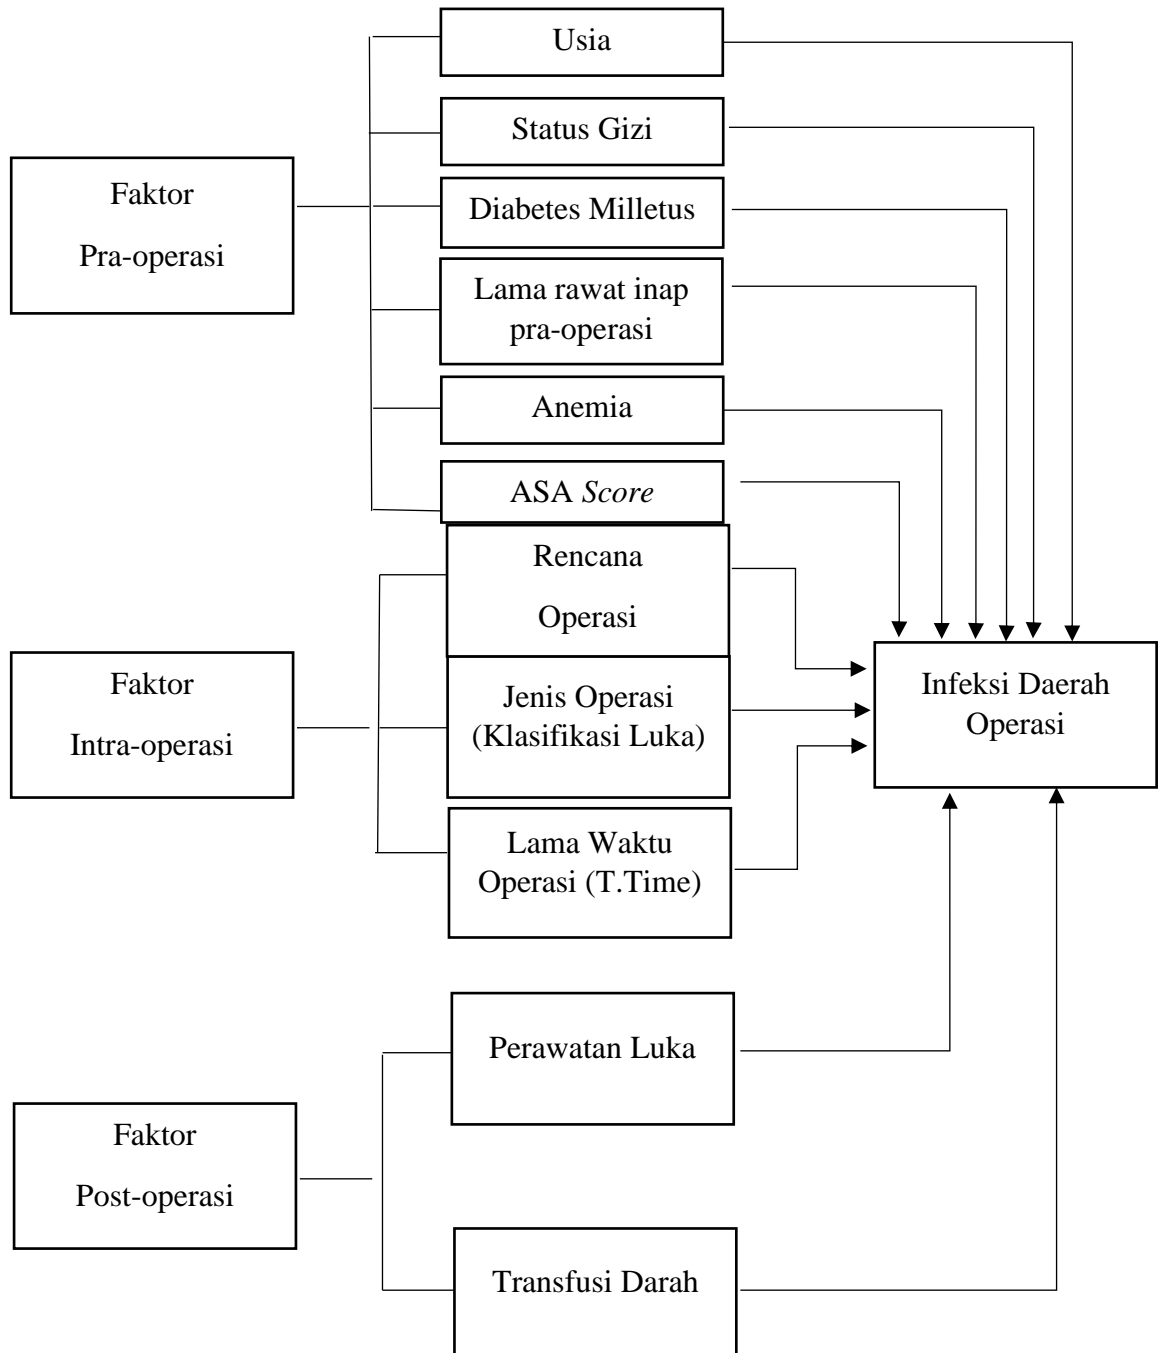 Usia
Status Gizi
Faktor
Pra-operasi
Diabetes Milletus
Lama rawat inap
pra-operasi
Anemia
ASA Score
Rencana
Operasi
Faktor
Intra-operasi
Jenis Operasi
(Klasifikasi Luka)
Infeksi Daerah
Operasi
Lama Waktu
Operasi (T.Time)
Perawatan Luka
Faktor
Post-operasi
Transfusi Darah